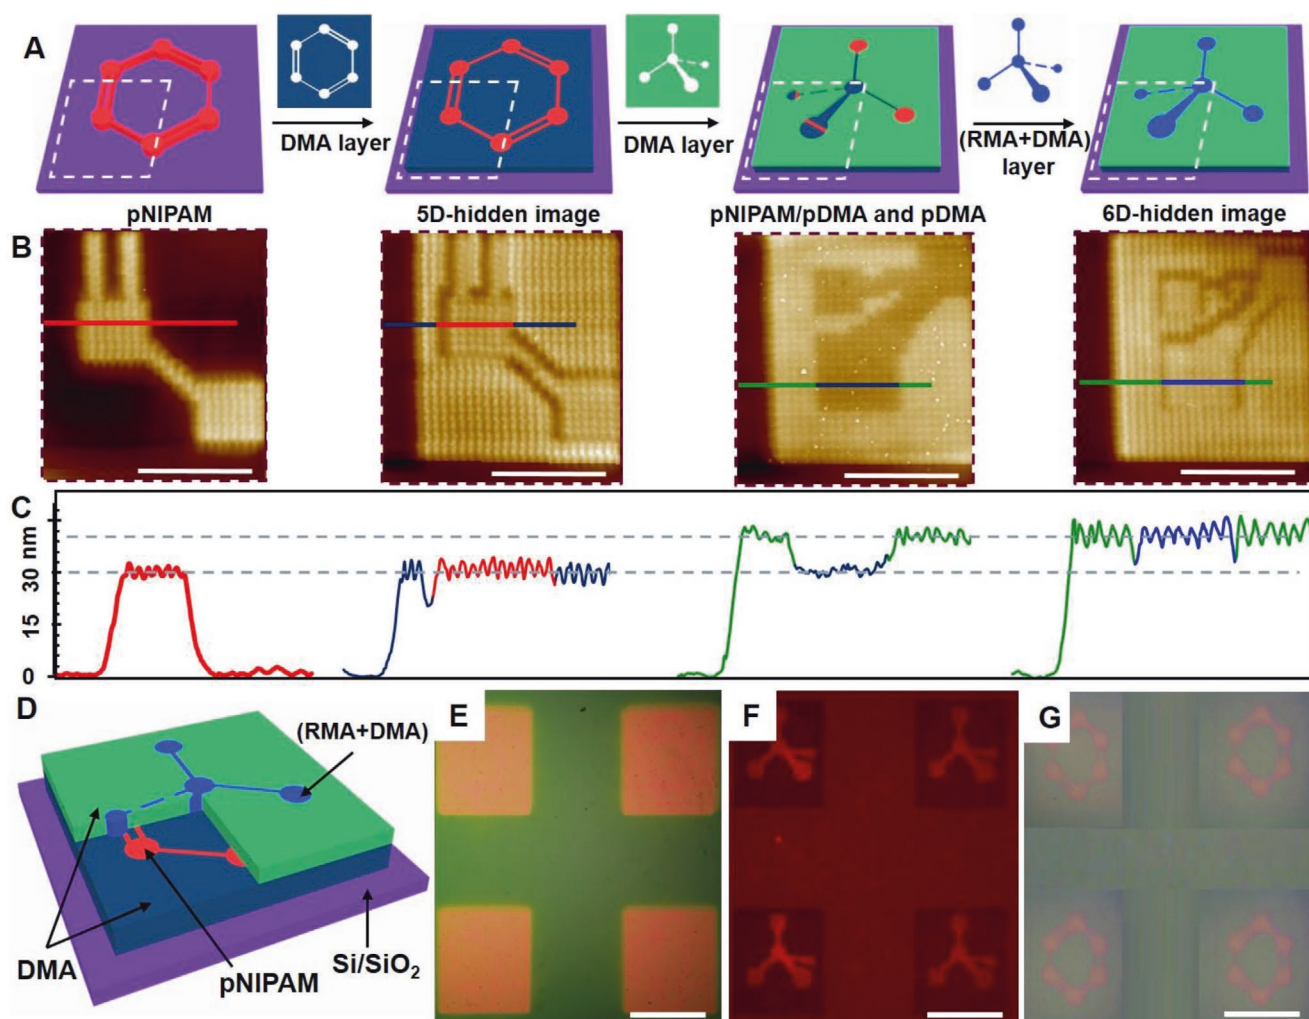 A
DMA layer
DMA layer
(RMA+DMA)
layer
pNIPAM
5D-hidden image
pNIPAM/pDMA and pDMA
6D-hidden image
B
C
nm
30
15
0
D
(RMA+DMA)
DMA
pNIPAM
Si/SiO₂
E
F
G